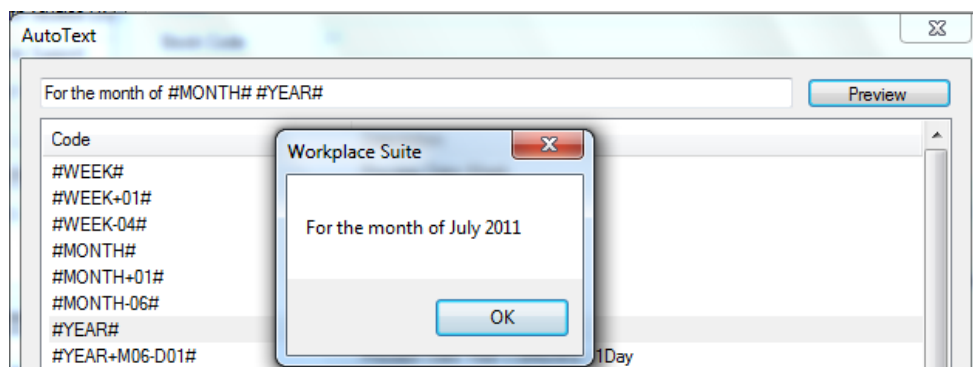 AutoText
For the month of #MONTH# #YEAR#
Preview
Code
#WEEK#
#WEEK+01#
#WEEK-04#
#MONTH#
#MONTH+01#
#MONTH-06#
#YEAR#
#YEAR+M06-D01#
1Day
Workplace Suite
For the month of July 2011
OK